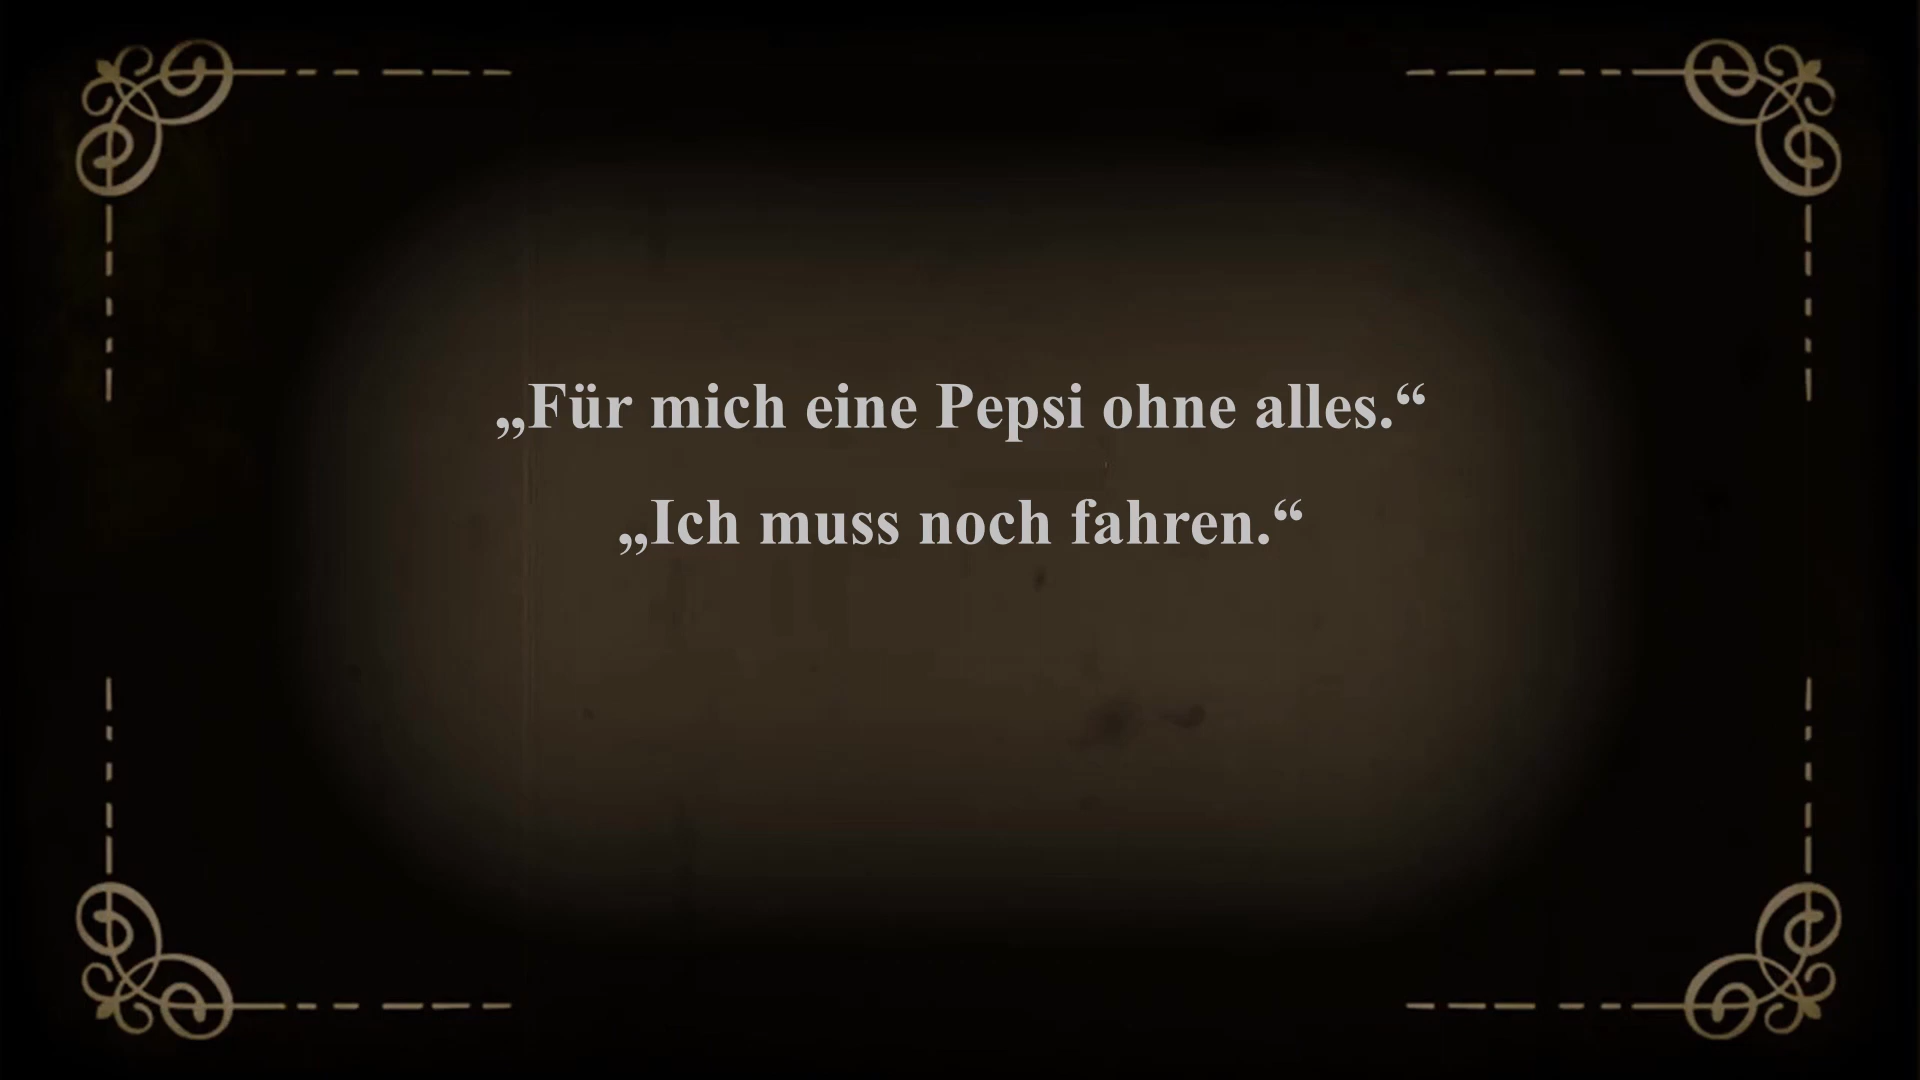 „Für mich eine Pepsi ohne alles.“
„Ich muss noch fahren.“